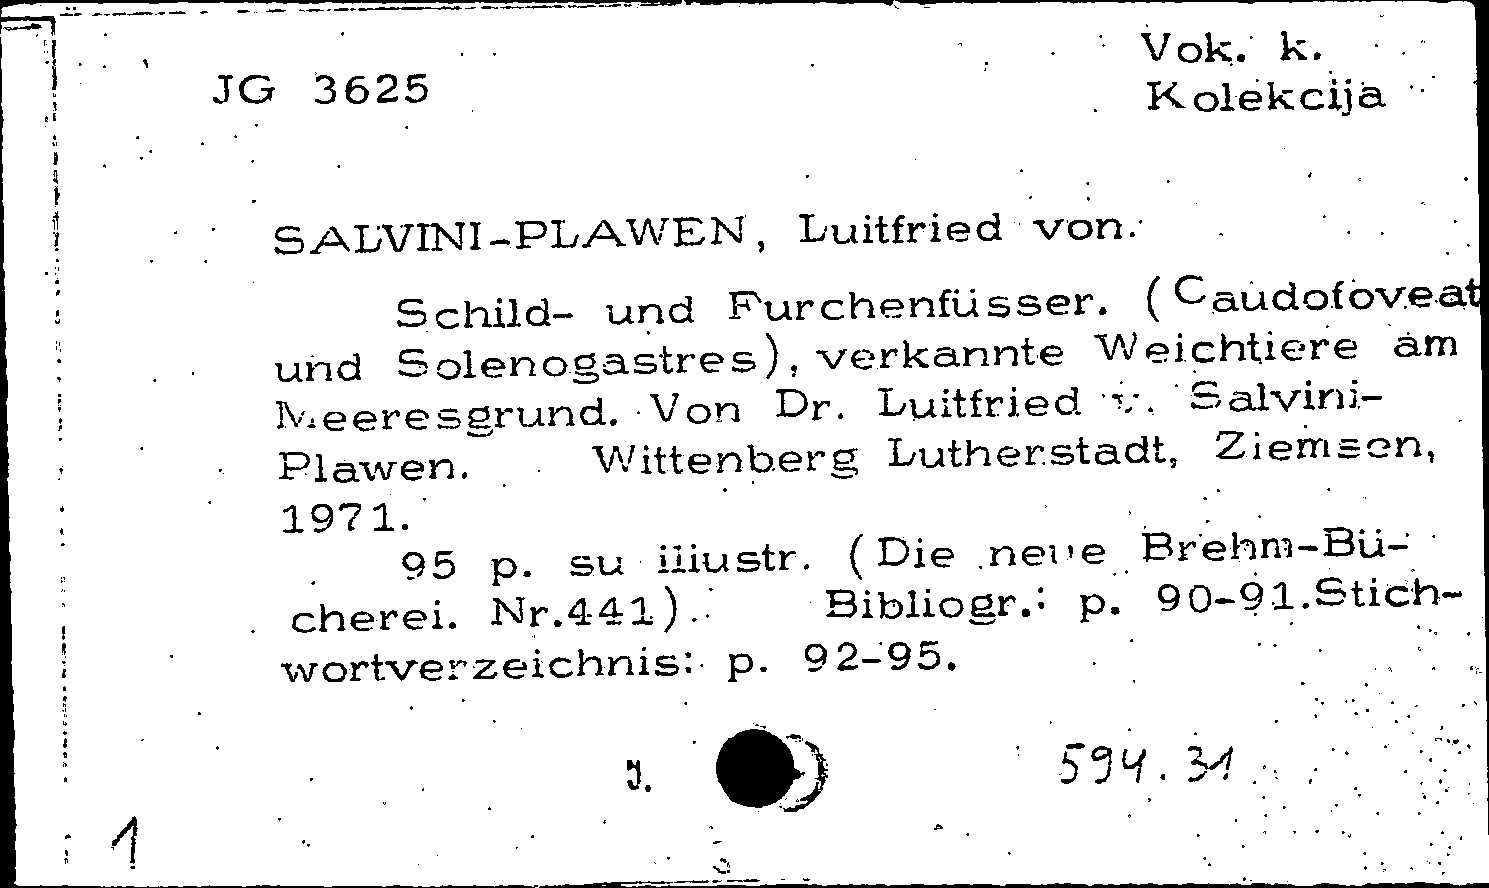 Vok. k.
JG 3625
Kolekcija
SALVINI-PLAWEN, Luitfried von.
Schild- und Furchenfüsser. (Caudofoveat
und Solenogastres), verkannte Weichtiere am
Meeresgrund. Von Dr. Luitfried v. Salvini-
Plawen. Wittenberg Lutherstadt, Ziemsen,
1971.
95 p. su iliustr. (Die neue Brehm-Bü-
cherei. Nr.441). Bibliogr.: p. 90-91.Stich-
wortverzeichnis: p. 92-95.
594.31
1